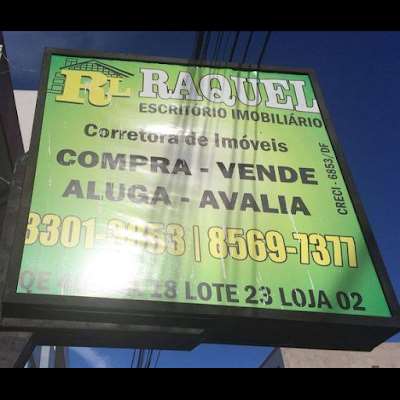 RL RAQUEL
ESCRITÓRIO IMOBILIÁRIO
Corretora de Imóveis
COMPRA - VENDE
ALUGA - AVALIA
CRECI - 6853/DF
| 8569-7377
QE LOTE 23 LOJA 02